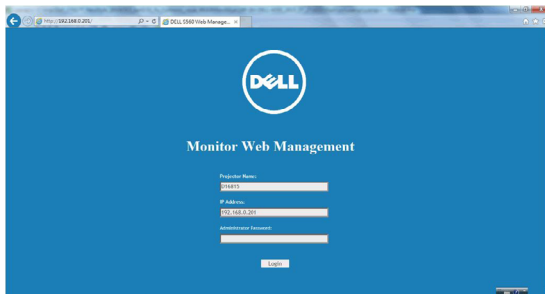 http://192.168.0.201/
DELL S560 Web Manage...
DELL
Monitor Web Management
Projector Name:
D16815
IP Address:
192.168.0.201
Administrator Password:
Login